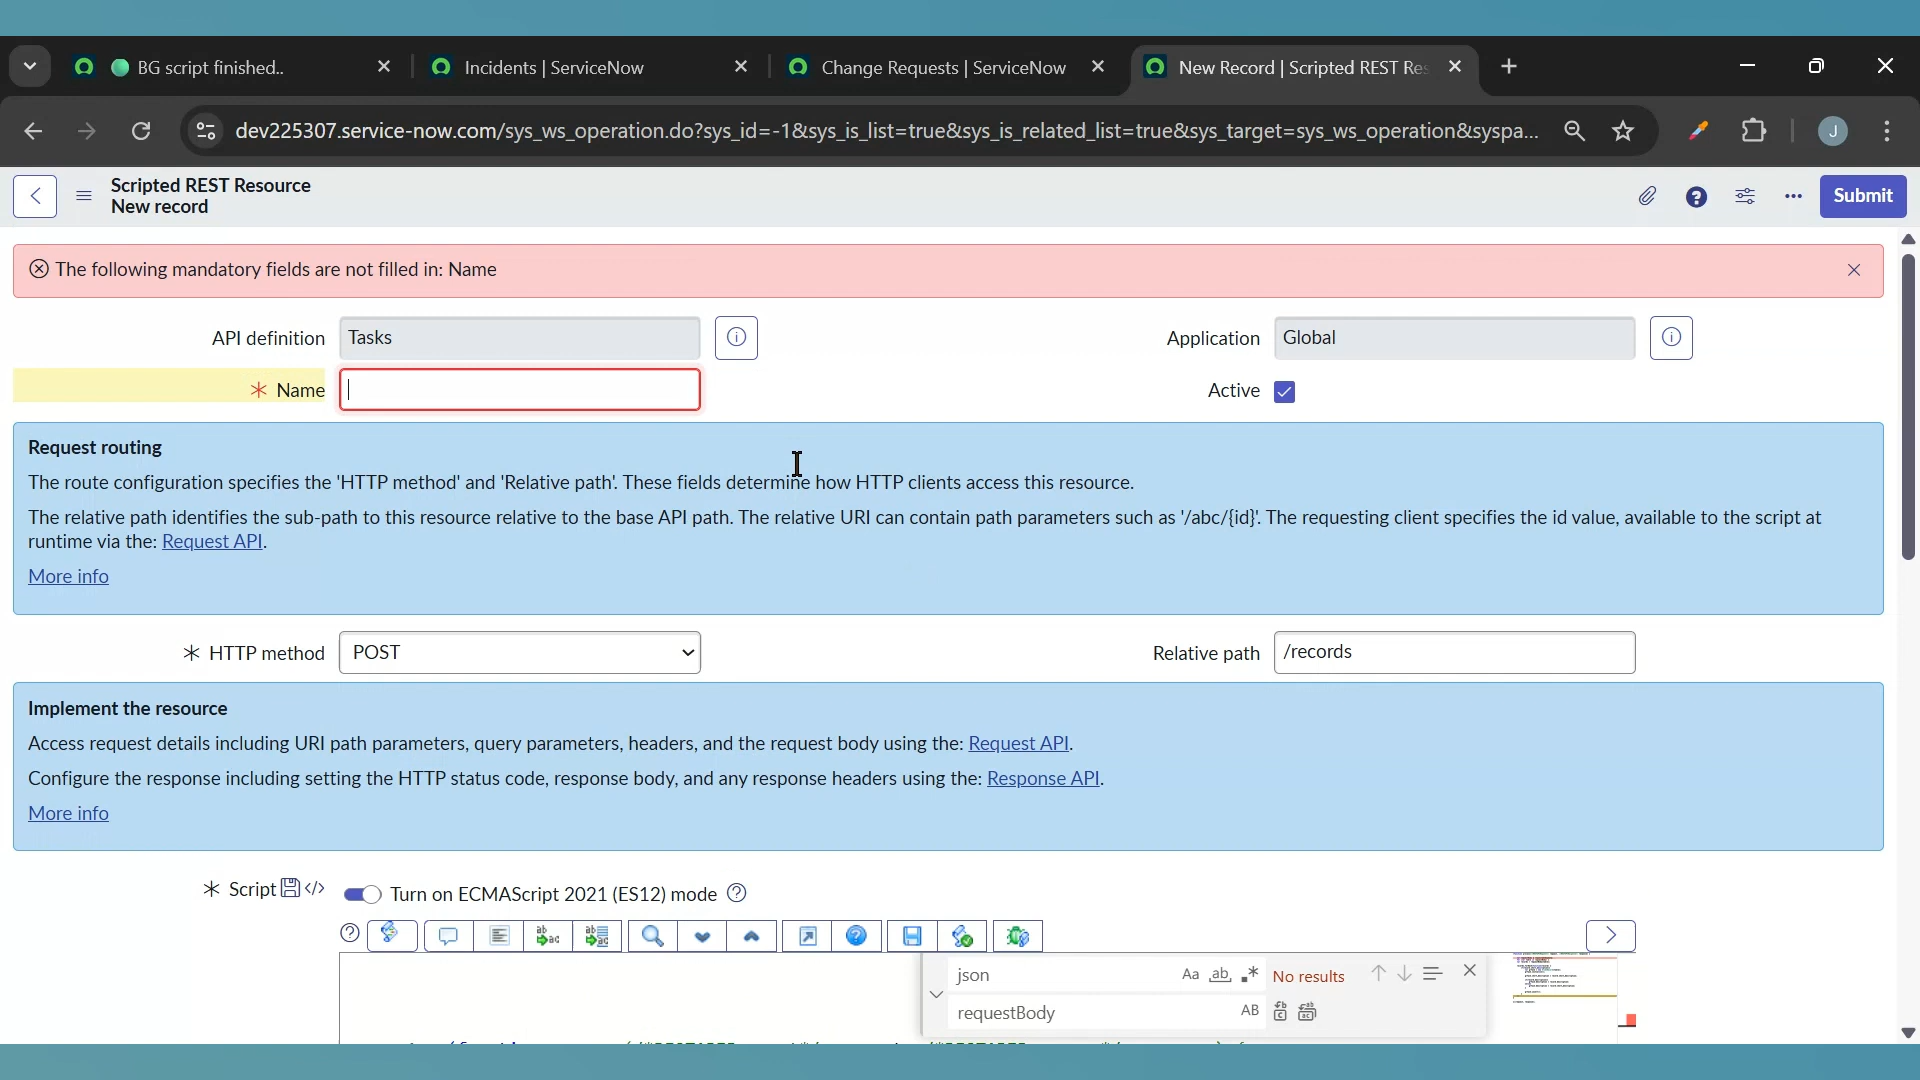 BG script finished..
Incidents | ServiceNow
Change Requests | ServiceNow
New Record | Scripted REST Res
dev225307.service-now.com/sys_ws_operation.do?sys_id=-1&sys_is_list=true&sys_is_related_list=true&sys_target=sys_ws_operation&syspa...
J
Scripted REST Resource
New record
Submit
The following mandatory fields are not filled in: Name
API definition Tasks
Application Global
* Name
Active
Request routing
The route configuration specifies the 'HTTP method' and 'Relative path'. These fields determine how HTTP clients access this resource.
The relative path identifies the sub-path to this resource relative to the base API path. The relative URI can contain path parameters such as '/abc/{id}'. The requesting client specifies the id value, available to the script at
runtime via the: Request API.
More info
* HTTP method POST
Relative path /records
Implement the resource
Access request details including URI path parameters, query parameters, headers, and the request body using the: Request API.
Configure the response including setting the HTTP status code, response body, and any response headers using the: Response API.
More info
* Script </> Turn on ECMAScript 2021 (ES12) mode
json Aa ab .* No results
requestBody AB